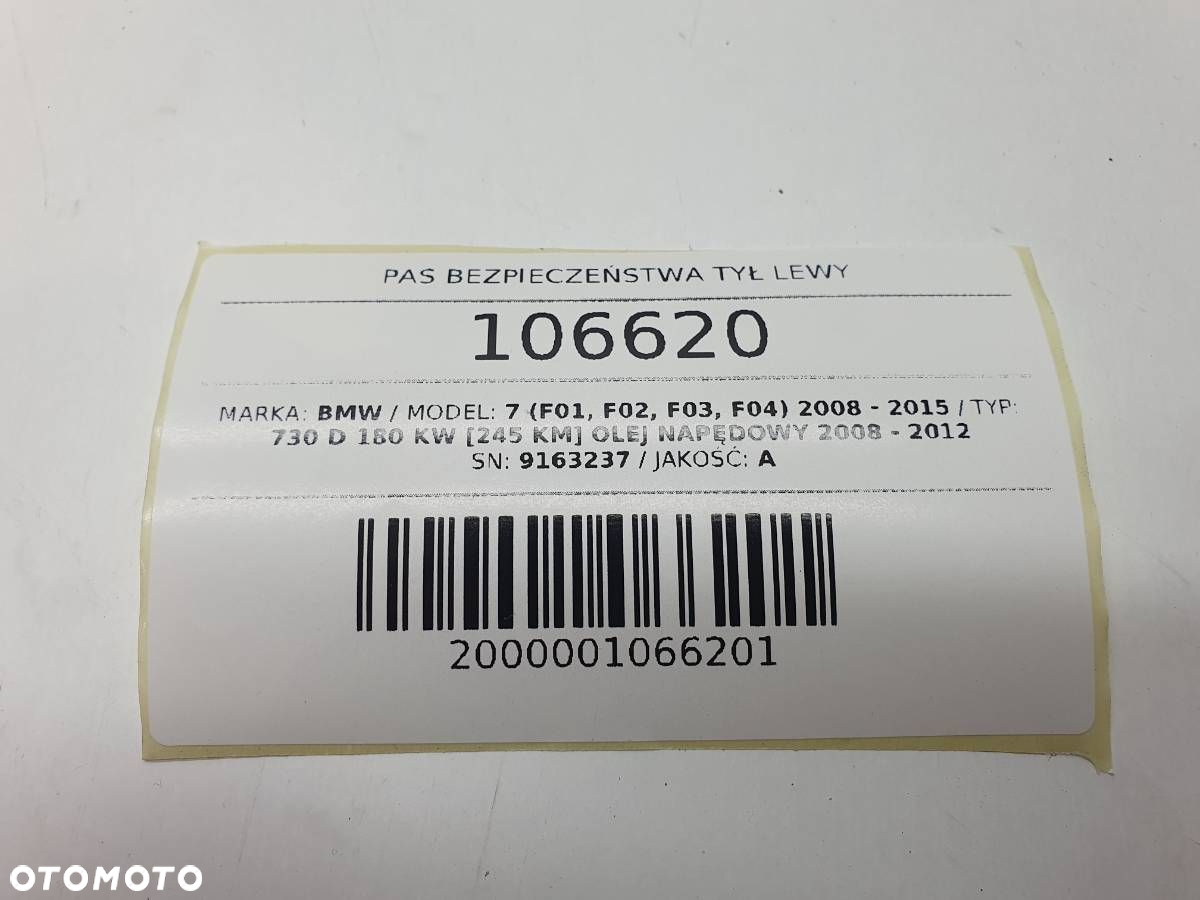 PAS BEZPIECZEŃSTWA TYŁ LEWY
106620
MARKA: BMW / MODEL: 7 (F01, F02, F03, F04) 2008 - 2015 / TYP:
730 D 180 KW [245 KM] OLEJ NAPĘDOWY 2008 - 2012
SN: 9163237 / JAKOŚĆ: A
2000001066201
OTOMOTO